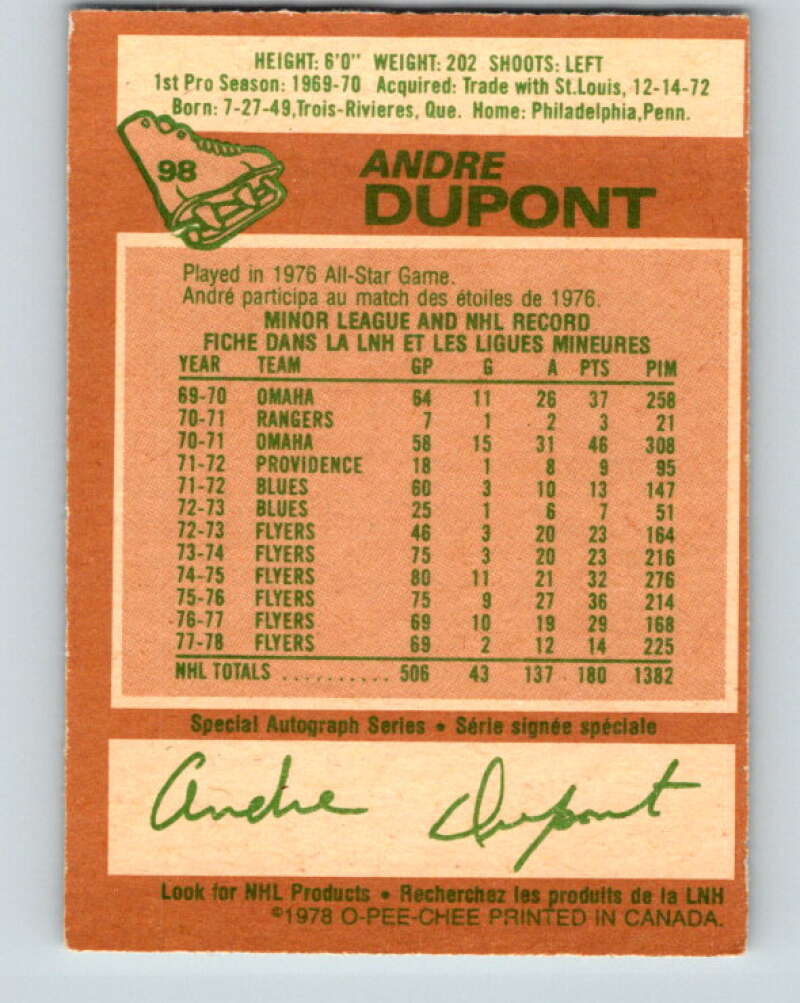 HEIGHT: 6'0" WEIGHT: 202 SHOOTS: LEFT
1st Pro Season: 1969-70 Acquired: Trade with St.Louis, 12-14-72
Born: 7-27-49,Trois-Rivieres, Que. Home: Philadelphia,Penn.
98
ANDRE
DUPONT
Played in 1976 All-Star Game.
André participa au match des étoiles de 1976.
MINOR LEAGUE AND NHL RECORD
FICHE DANS LA LNH ET LES LIGUES MINEURES
YEAR TEAM GP G A PTS PIM
69-70 OMAHA 64 11 26 37 258
70-71 RANGERS 7 1 2 3 21
70-71 OMAHA 58 15 31 46 308
71-72 PROVIDENCE 18 1 8 9 95
71-72 BLUES 60 3 10 13 147
72-73 BLUES 25 1 6 7 51
72-73 FLYERS 46 3 20 23 164
73-74 FLYERS 75 3 20 23 216
74-75 FLYERS 80 11 21 32 276
75-76 FLYERS 75 9 27 36 214
76-77 FLYERS 69 10 19 29 168
77-78 FLYERS 69 2 12 14 225
NHL TOTALS .......... 506 43 137 180 1382
Special Autograph Series • Série signée spéciale
Andre Dupont
Look for NHL Products • Recherchez les produits de la LNH
©1978 O-PEE-CHEE PRINTED IN CANADA.